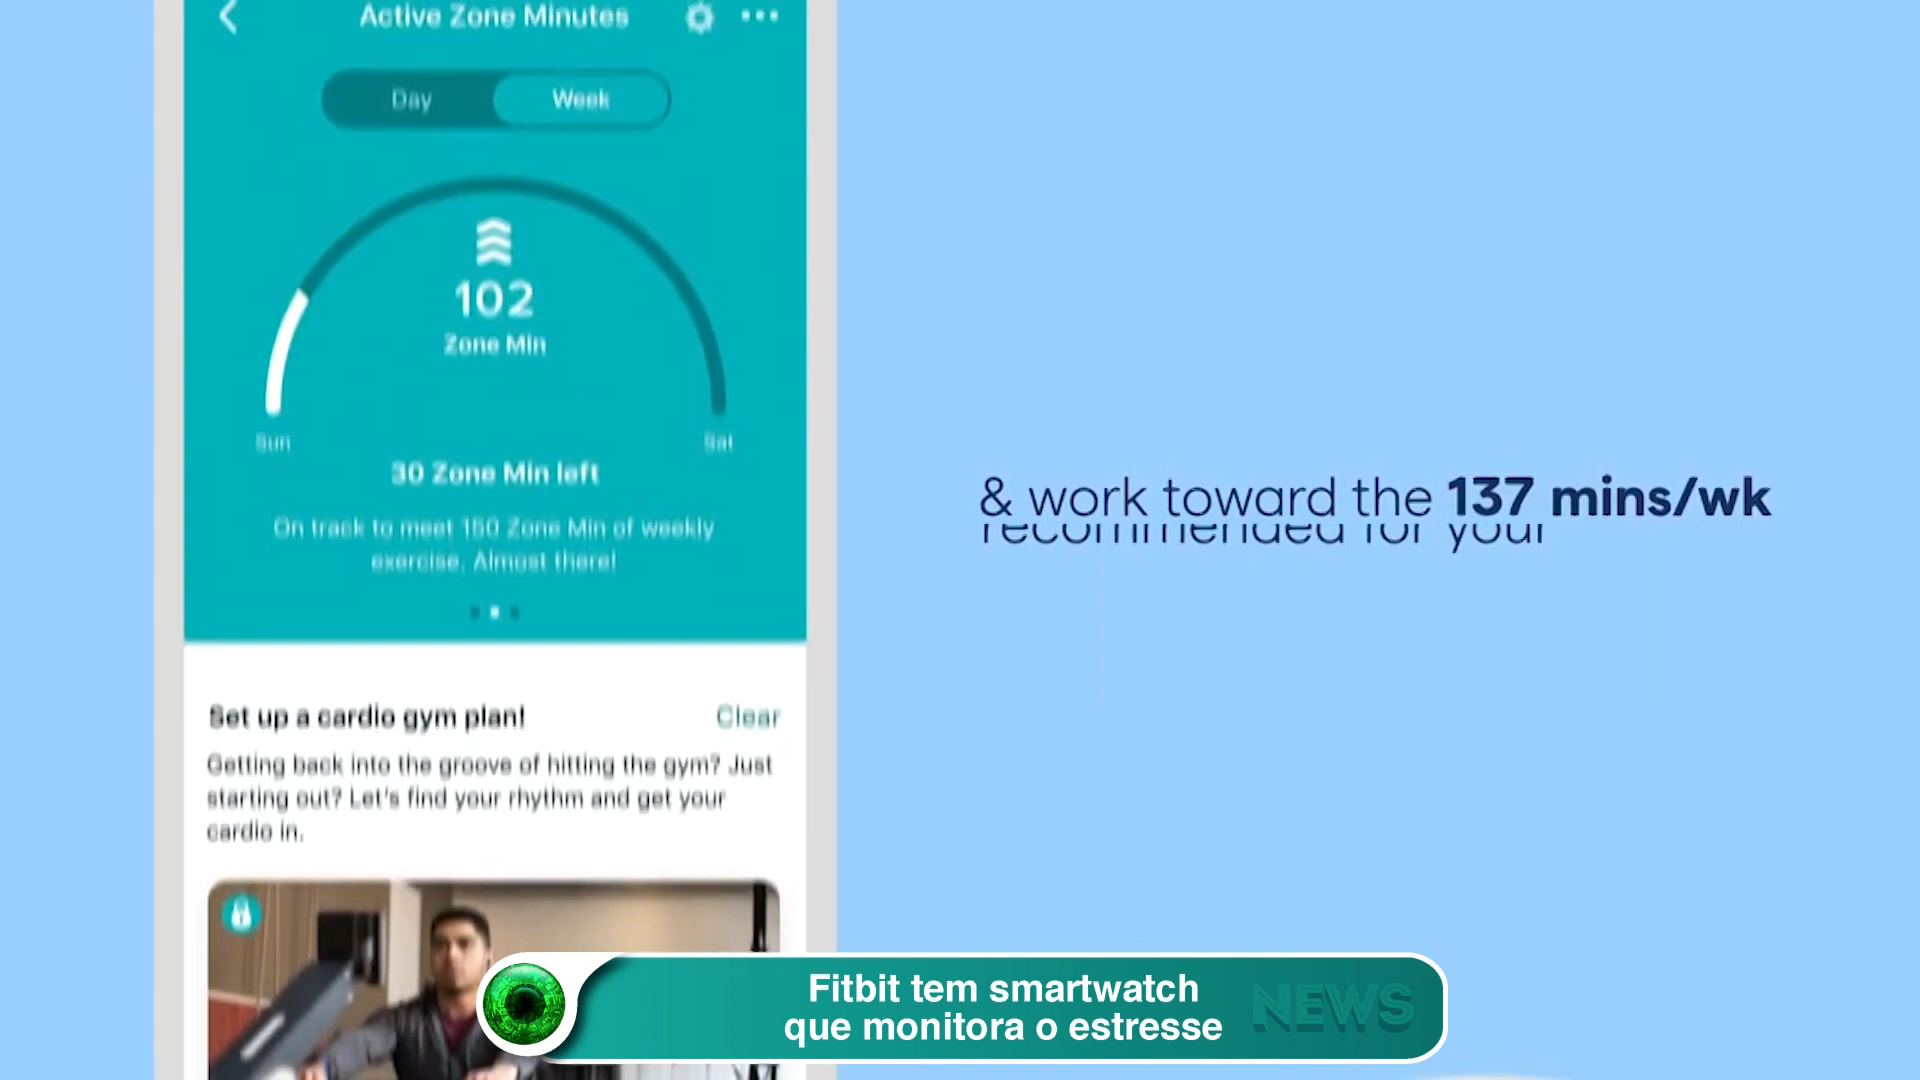 Active Zone Minutes
Day
Week
102
Zone Min
Sun
Sat
30 Zone Min left
On track to meet 150 Zone Min of weekly
exercise. Almost there!
Set up a cardio gym plan!
Clear
Getting back into the groove of hitting the gym? Just
starting out? Let's find your rhythm and get your
cardio in.
& work toward the 137 mins/wk
recommended for your
Fitbit tem smartwatch
que monitora o estresse
NEWS